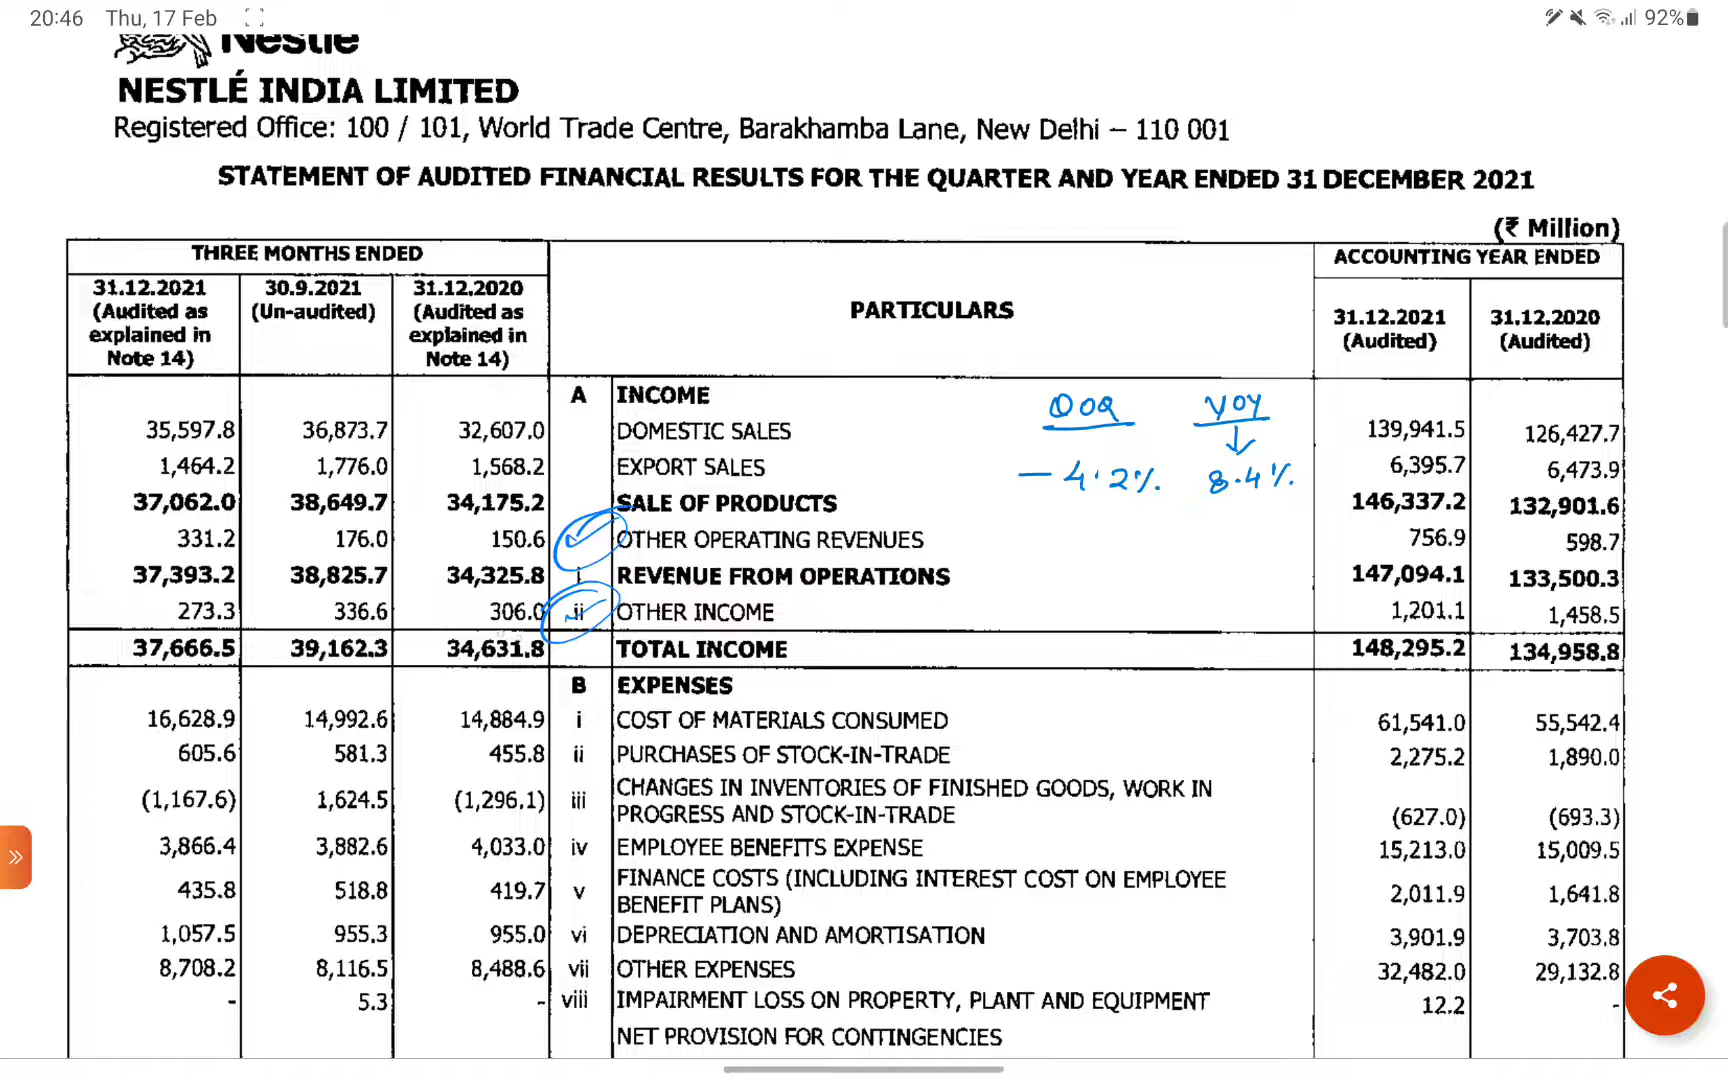 20:46 Thu, 17 Feb 92%
Nestlé
NESTLÉ INDIA LIMITED
Registered Office: 100 / 101, World Trade Centre, Barakhamba Lane, New Delhi – 110 001
STATEMENT OF AUDITED FINANCIAL RESULTS FOR THE QUARTER AND YEAR ENDED 31 DECEMBER 2021
(₹ Million)
THREE MONTHS ENDED PARTICULARS ACCOUNTING YEAR ENDED
31.12.2021 (Audited as explained in Note 14) 30.9.2021 (Un-audited) 31.12.2020 (Audited as explained in Note 14) 31.12.2021 (Audited) 31.12.2020 (Audited)
A INCOME QOQ YOY
35,597.8 36,873.7 32,607.0 DOMESTIC SALES 139,941.5 126,427.7
1,464.2 1,776.0 1,568.2 EXPORT SALES – 4.2% 8.4% 6,395.7 6,473.9
37,062.0 38,649.7 34,175.2 SALE OF PRODUCTS 146,337.2 132,901.6
331.2 176.0 150.6 OTHER OPERATING REVENUES 756.9 598.7
37,393.2 38,825.7 34,325.8 i REVENUE FROM OPERATIONS 147,094.1 133,500.3
273.3 336.6 306.0 ii OTHER INCOME 1,201.1 1,458.5
37,666.5 39,162.3 34,631.8 TOTAL INCOME 148,295.2 134,958.8
B EXPENSES
16,628.9 14,992.6 14,884.9 i COST OF MATERIALS CONSUMED 61,541.0 55,542.4
605.6 581.3 455.8 ii PURCHASES OF STOCK-IN-TRADE 2,275.2 1,890.0
(1,167.6) 1,624.5 (1,296.1) iii CHANGES IN INVENTORIES OF FINISHED GOODS, WORK IN
PROGRESS AND STOCK-IN-TRADE (627.0) (693.3)
3,866.4 3,882.6 4,033.0 iv EMPLOYEE BENEFITS EXPENSE 15,213.0 15,009.5
435.8 518.8 419.7 v FINANCE COSTS (INCLUDING INTEREST COST ON EMPLOYEE
BENEFIT PLANS) 2,011.9 1,641.8
1,057.5 955.3 955.0 vi DEPRECIATION AND AMORTISATION 3,901.9 3,703.8
8,708.2 8,116.5 8,488.6 vii OTHER EXPENSES 32,482.0 29,132.8
- 5.3 - viii IMPAIRMENT LOSS ON PROPERTY, PLANT AND EQUIPMENT 12.2 -
NET PROVISION FOR CONTINGENCIES